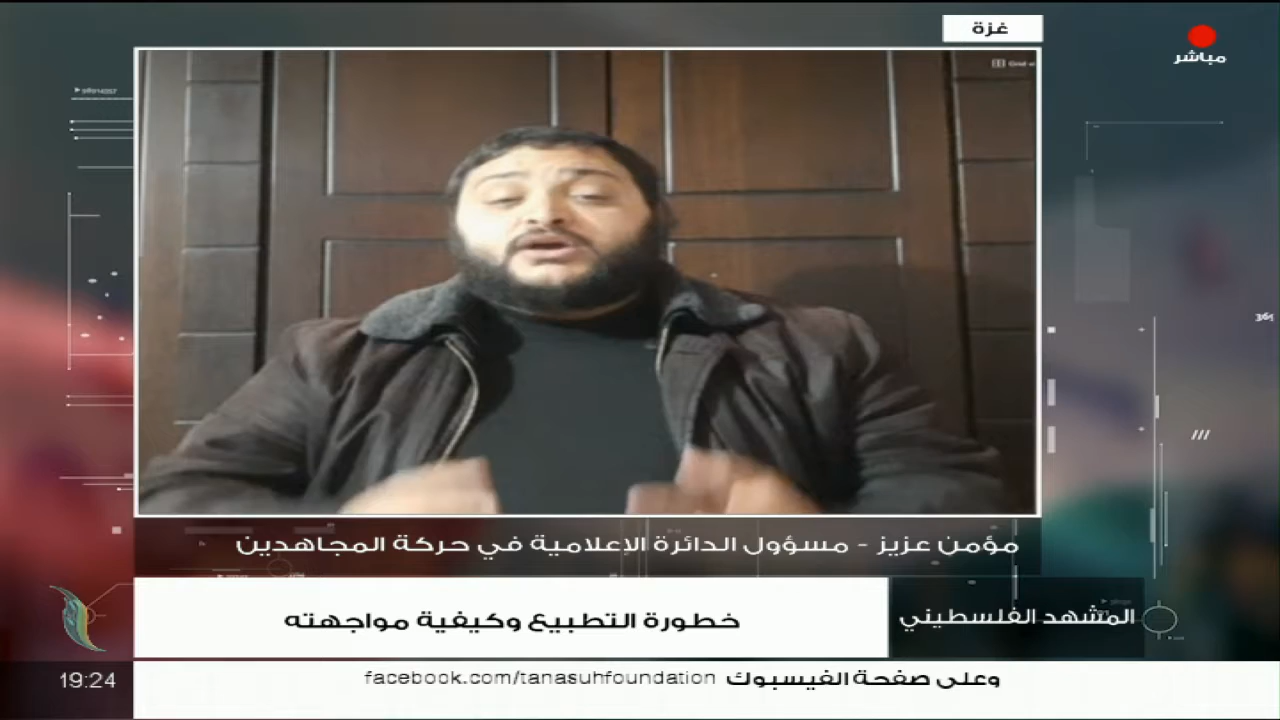 غزة
مباشر
مؤمن عزيز - مسؤول الدائرة الإعلامية في حركة المجاهدين
المشهد الفلسطيني
خطورة التطبيع وكيفية مواجهته
وعلى صفحة الفيسبوك facebook.com/tanasuhfoundation
19:24